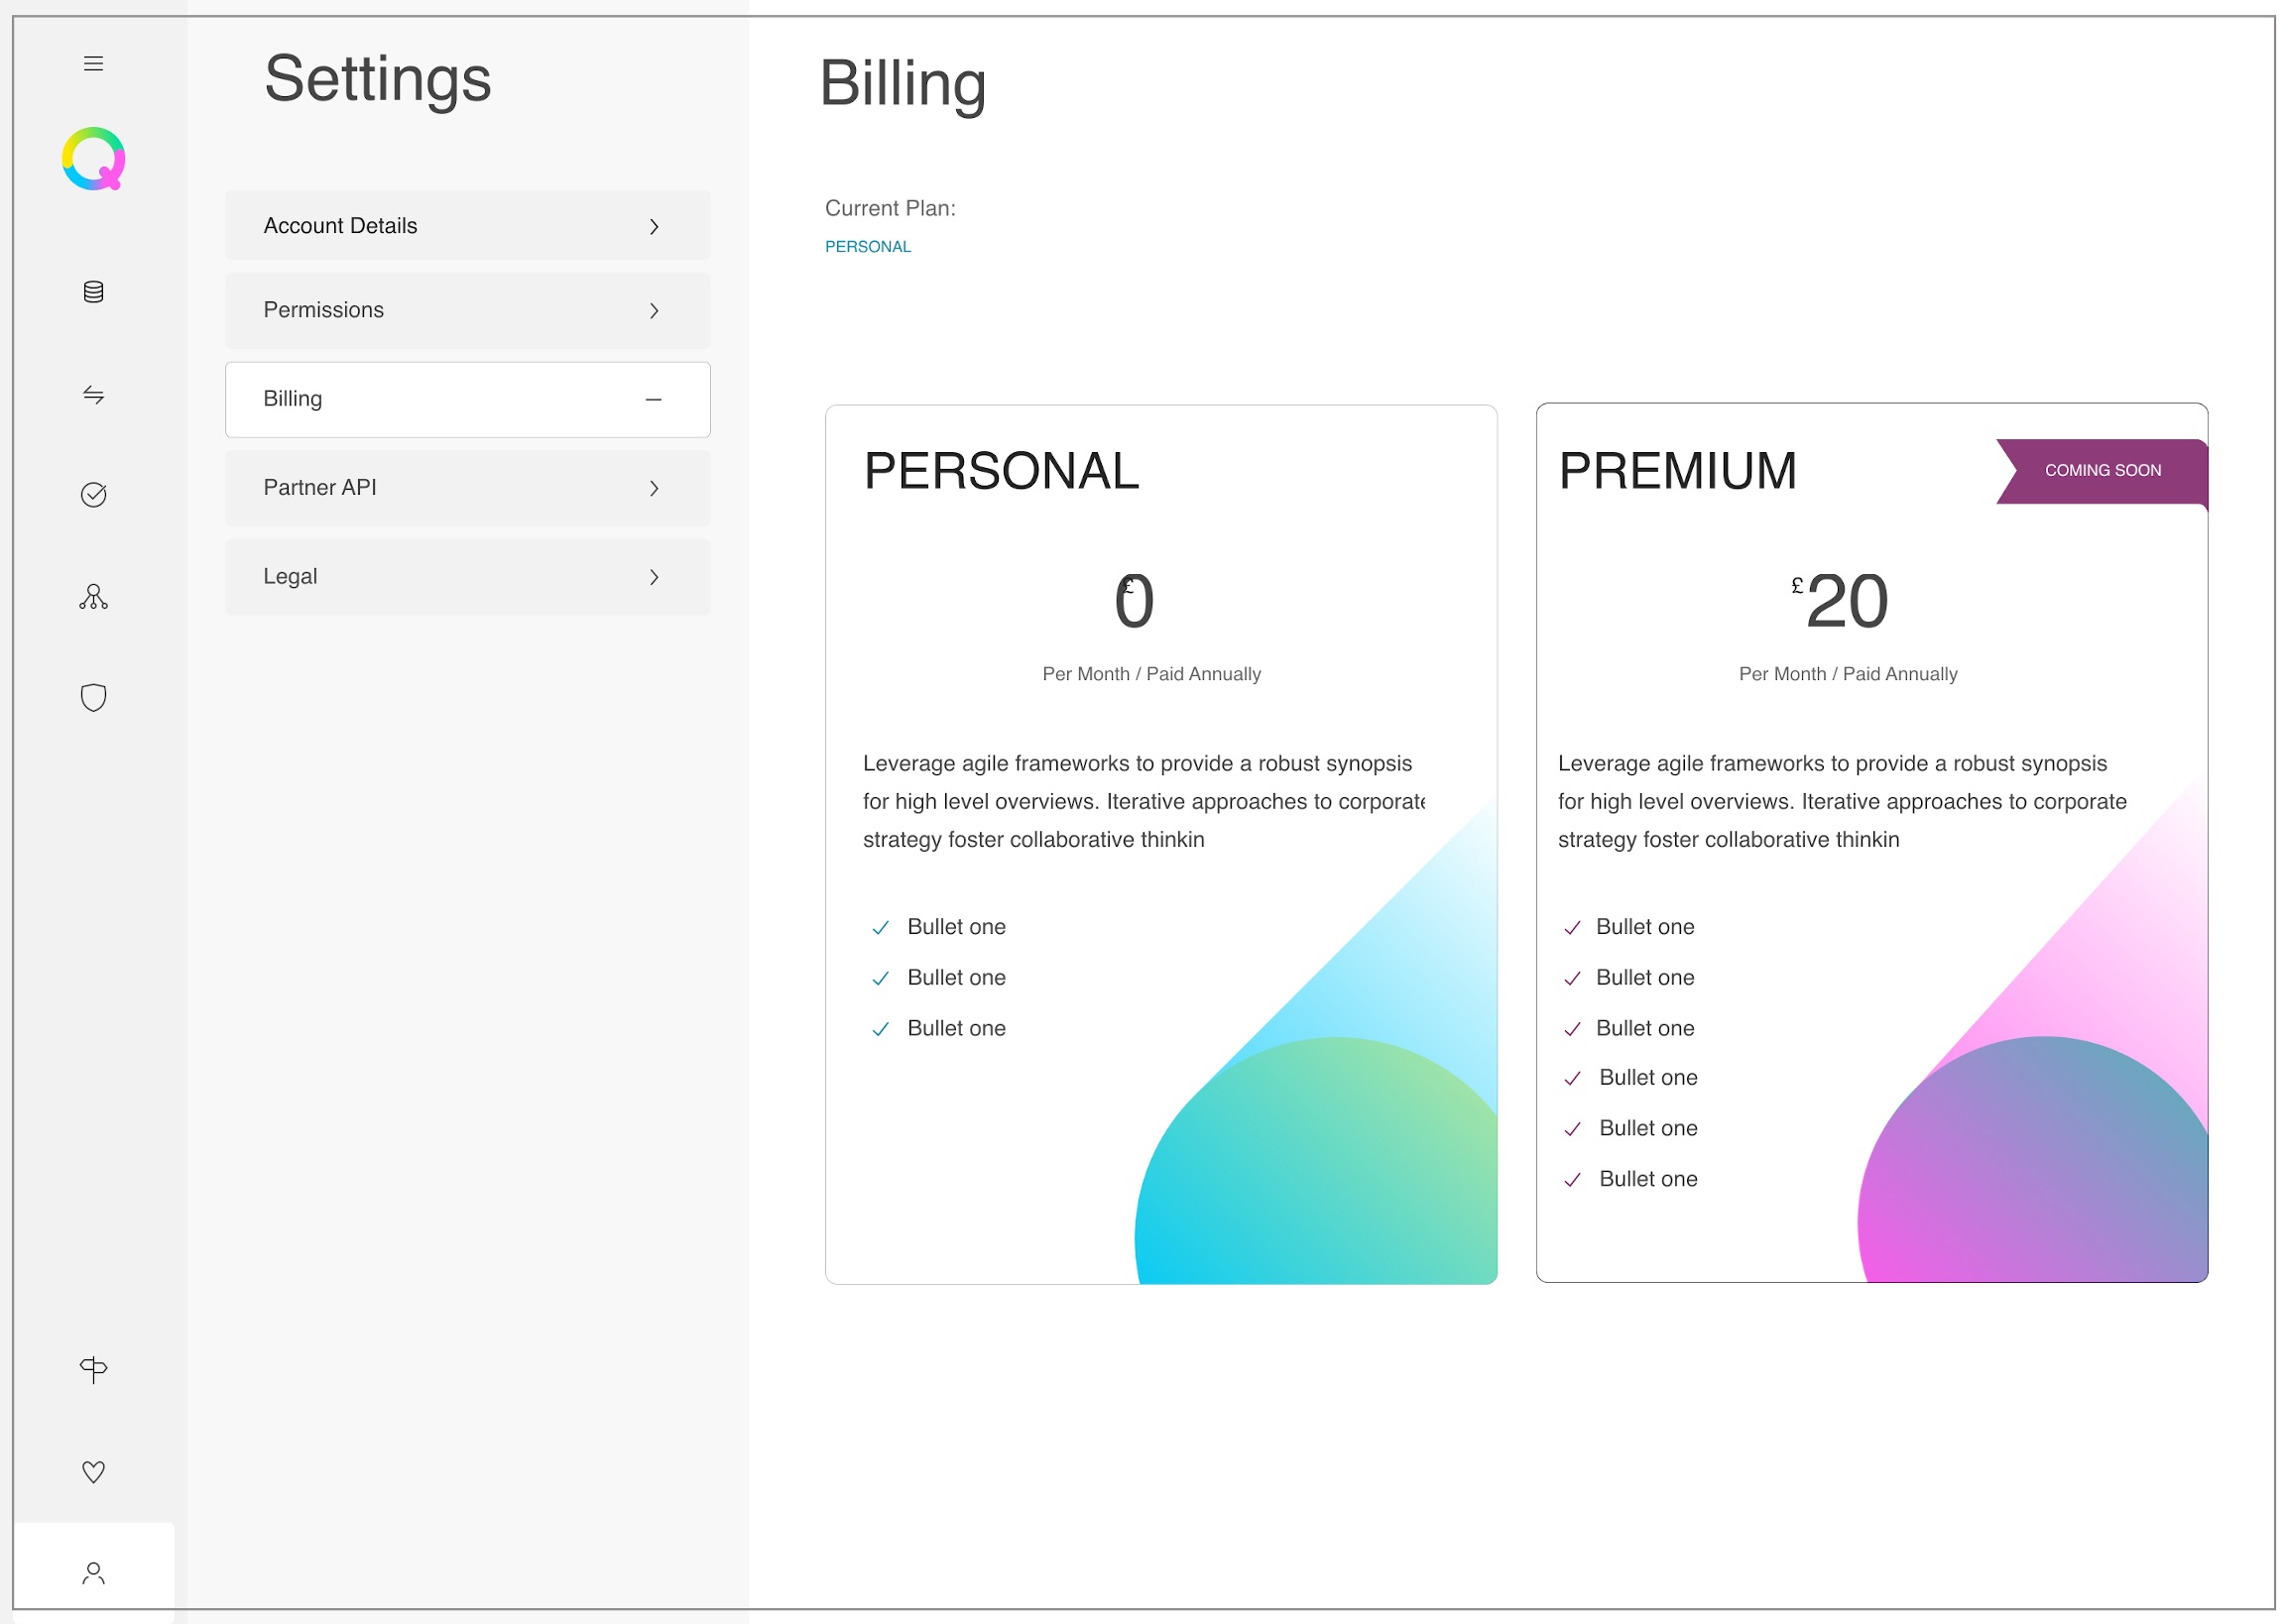 Settings
Account Details
Permissions
Billing
Partner API
Legal
Billing
Current Plan:
PERSONAL
PERSONAL
£0
Per Month / Paid Annually
Leverage agile frameworks to provide a robust synopsis
for high level overviews. Iterative approaches to corporate
strategy foster collaborative thinkin
Bullet one
Bullet one
Bullet one
PREMIUM
COMING SOON
£20
Per Month / Paid Annually
Leverage agile frameworks to provide a robust synopsis
for high level overviews. Iterative approaches to corporate
strategy foster collaborative thinkin
Bullet one
Bullet one
Bullet one
Bullet one
Bullet one
Bullet one